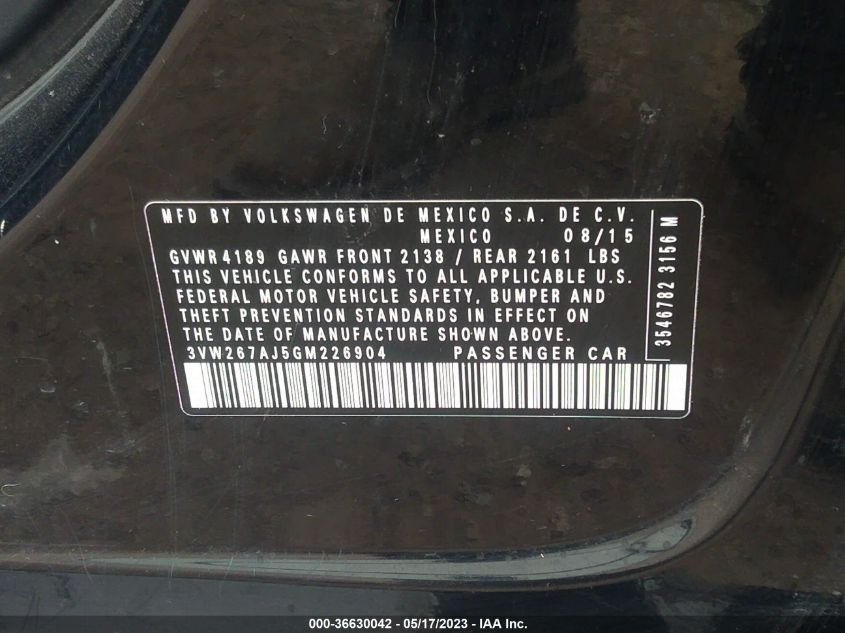 MFD BY VOLKSWAGEN DE MEXICO S.A. DE C.V.
MEXICO 08/15
GVWR 4189 GAWR FRONT 2138 / REAR 2161 LBS
THIS VEHICLE CONFORMS TO ALL APPLICABLE U.S.
FEDERAL MOTOR VEHICLE SAFETY, BUMPER AND
THEFT PREVENTION STANDARDS IN EFFECT ON
THE DATE OF MANUFACTURE SHOWN ABOVE.
3VW267AJ5GM226904 PASSENGER CAR
3546782 3156 M
000-36630042 - 05/17/2023 - IAA Inc.